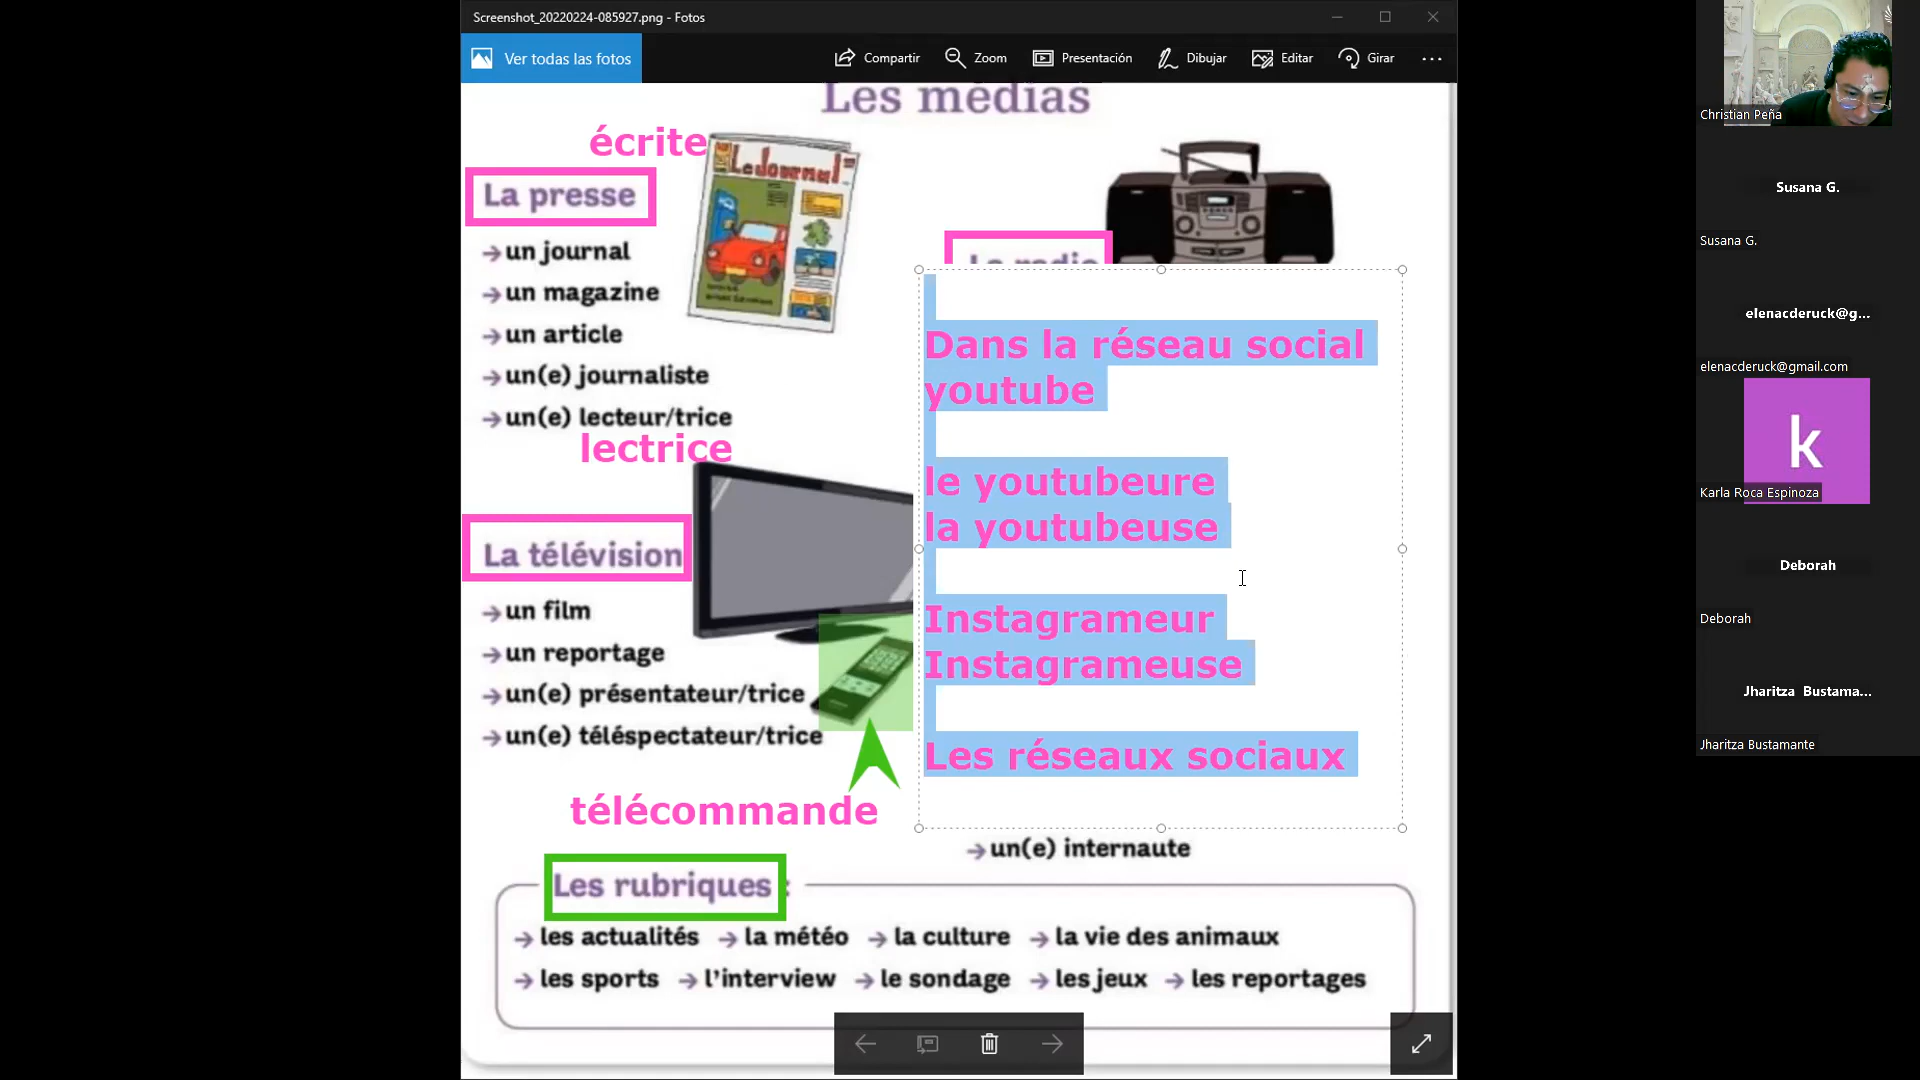 Screenshot_20220224-085927.png - Fotos
Ver todas las fotos
Compartir
Zoom
Presentación
Dibujar
Editar
Girar
Les médias
écrite
La presse
→ un journal
→ un magazine
→ un article
→ un(e) journaliste
→ un(e) lecteur/trice
lectrice
Le Journal
La radio
La télévision
→ un film
→ un reportage
→ un(e) présentateur/trice
→ un(e) téléspectateur/trice
télécommande
Dans la réseau social
youtube
le youtubeure
la youtubeuse
Instagrameur
Instagrameuse
Les réseaux sociaux
→ un(e) internaute
Les rubriques :
→ les actualités → la météo → la culture → la vie des animaux
→ les sports → l'interview → le sondage → les jeux → les reportages
Christian Peña
Susana G.
Susana G.
elenacderuck@g...
elenacderuck@gmail.com
k
Karla Roca Espinoza
Deborah
Deborah
Jharitza Bustama...
Jharitza Bustamante